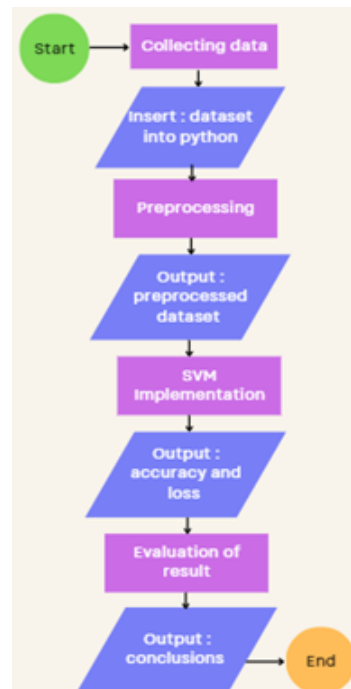 Start
Collecting data
Insert : dataset
into python
Preprocessing
Output :
preprocessed
dataset
SVM
Implementation
Output :
accuracy and
loss
Evaluation of
result
Output :
conclusions
End